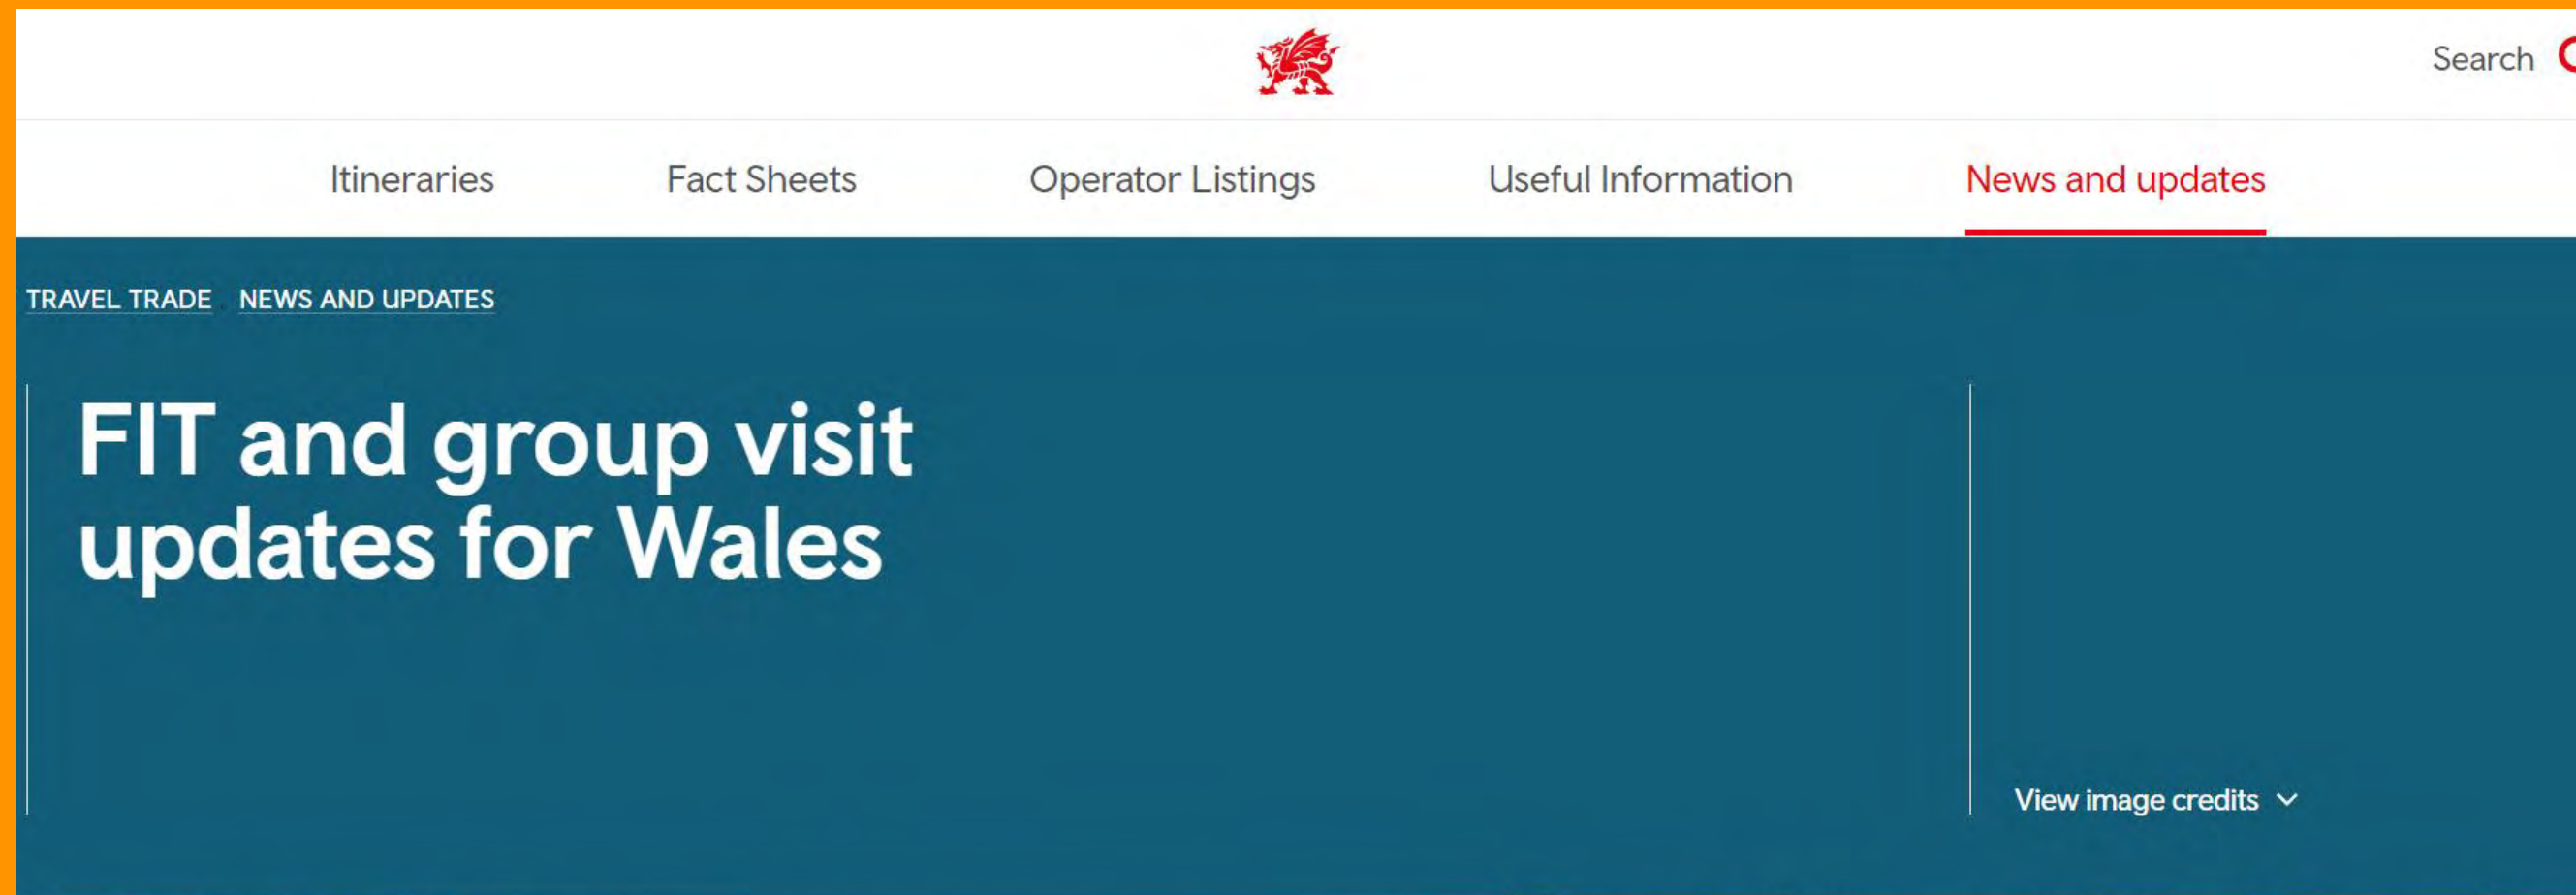 Search
Itineraries Fact Sheets Operator Listings Useful Information News and updates
TRAVEL TRADE NEWS AND UPDATES
FIT and group visit
updates for Wales
View image credits